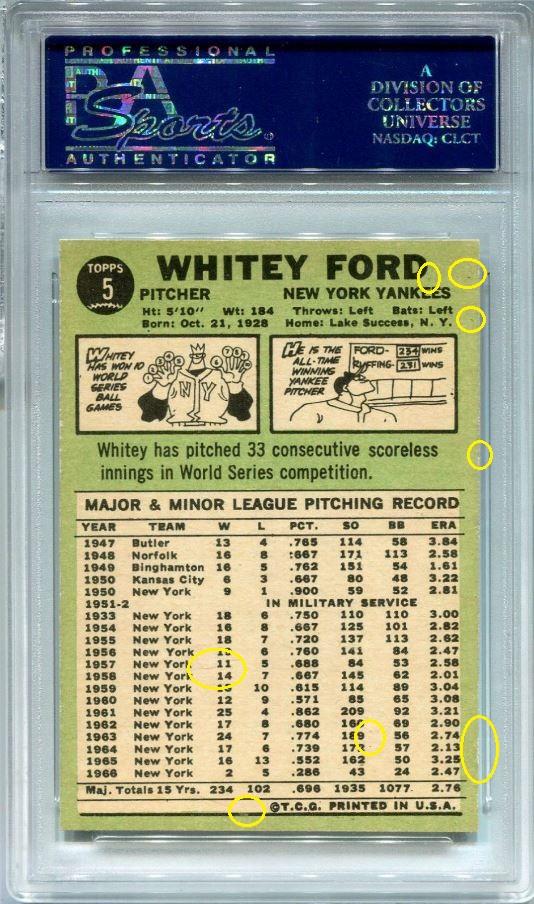 PROFESSIONAL
PSA
Sports
AUTHENTICATOR
A
DIVISION OF
COLLECTORS
UNIVERSE
NASDAQ: CLCT
TOPPS
5
WHITEY FORD
PITCHER NEW YORK YANKEES
Ht: 5'10" Wt: 184 Throws: Left Bats: Left
Born: Oct. 21, 1928 Home: Lake Success, N. Y.
WHITEY
HAS WON 10
WORLD
SERIES
BALL
GAMES
NY
HE IS THE
ALL-TIME
WINNING
YANKEE
PITCHER
FORD- 234 WINS
RUFFING- 231 WINS
Whitey has pitched 33 consecutive scoreless
innings in World Series competition.
MAJOR & MINOR LEAGUE PITCHING RECORD
YEAR TEAM W L PCT. SO BB ERA
1947 Butler 13 4 .765 114 58 3.84
1948 Norfolk 16 8 .667 171 113 2.58
1949 Binghamton 16 5 .762 151 54 1.61
1950 Kansas City 6 3 .667 80 48 3.22
1950 New York 9 1 .900 59 52 2.81
1951-2 IN MILITARY SERVICE
1933 New York 18 6 .750 110 110 3.00
1954 New York 16 8 .667 125 101 2.82
1955 New York 18 7 .720 137 113 2.62
1956 New York 6 .760 141 84 2.47
1957 New York 11 5 .688 84 53 2.58
1958 New York 14 7 .667 145 62 2.01
1959 New York 10 .615 114 89 3.04
1960 New York 12 9 .571 85 65 3.08
1961 New York 25 4 .862 209 92 3.21
1962 New York 17 8 .680 69 2.90
1963 New York 24 7 .774 56 2.74
1964 New York 17 6 .739 57 2.13
1965 New York 16 13 .552 162 50 3.25
1966 New York 2 5 .286 43 24 2.47
Maj. Totals 15 Yrs. 234 102 .696 1935 1077 2.76
©T.C.G. PRINTED IN U.S.A.